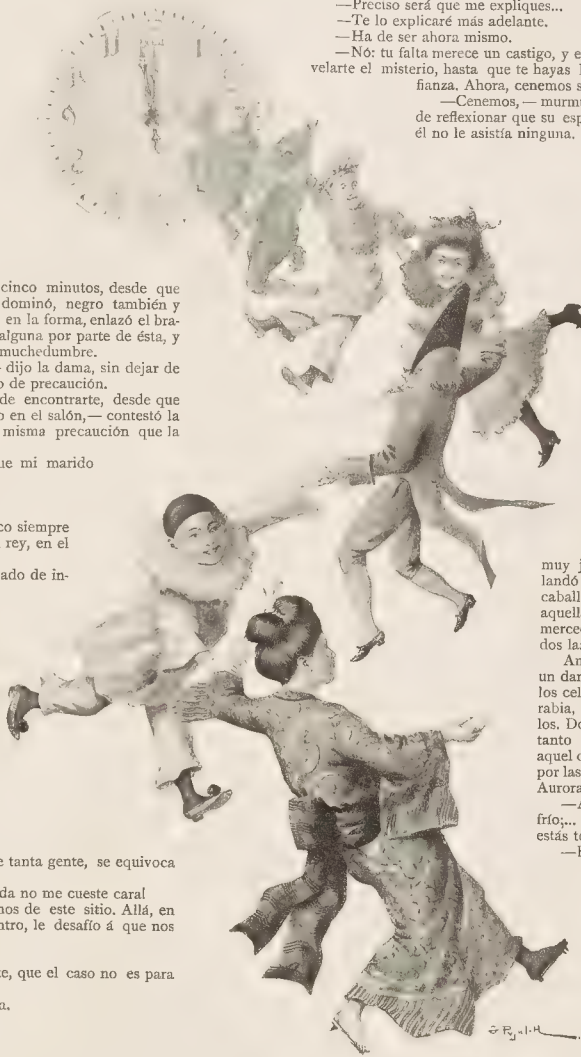 —Preciso será que me expliques...
—Te lo explicaré más adelante.
—Ha de ser ahora mismo.
—Nó: tu falta merece un castigo, y e
velarte el misterio, hasta que te hayas
fianza. Ahora, cenemos s
—Cenemos,— murm
de reflexionar que su esp
él no le asistía ninguna.
cinco minutos, desde que
dominó, negro también y
en la forma, enlazó el bra-
alguna por parte de ésta, y
muchedumbre.
dijo la dama, sin dejar de
o de precaución.
de encontrarte, desde que
o en el salón,— contestó la
misma precaución que la
ue mi marido
co siempre
rey, en el
ado de in-
e tanta gente, se equivoca
da no me cueste cara!
nos de este sitio. Allá, en
ntro, le desafío á que nos
te, que el caso no es para
a.
muy j
landó
caball
aquell
merced
dos la
An
un dan
los cel
rabia,
los. Do
tanto
aquel c
por las
Aurora
—A
frío;...
estás to